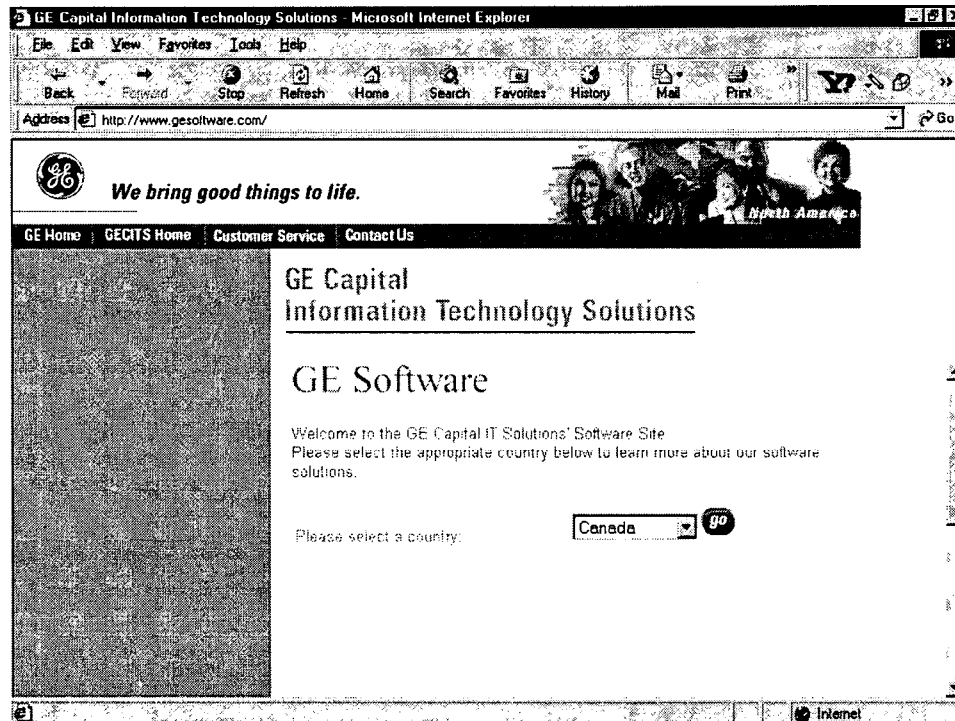 GE Capital Information Technology Solutions - Microsoft Internet Explorer
File Edit View Favorites Tools Help
Back Forward Stop Refresh Home Search Favorites History Mail Print
Address http://www.gesoftware.com/ Go
GE We bring good things to life.
North America
GE Home GECITS Home Customer Service Contact Us
GE Capital
Information Technology Solutions
GE Software
Welcome to the GE Capital IT Solutions' Software Site
Please select the appropriate country below to learn more about our software
solutions.
Please select a country: Canada go
Internet